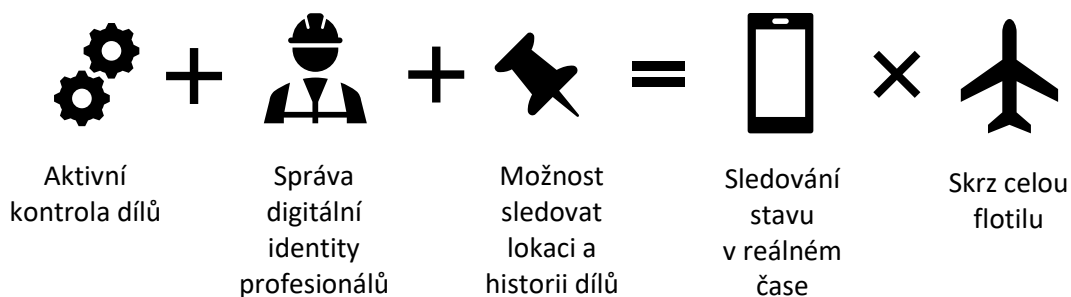 Aktivní
kontrola dílů
Správa
digitální
identity
profesionálů
Možnost
sledovat
lokaci a
historii dílů
Sledování
stavu
v reálném
čase
Skrz celou
flotilu